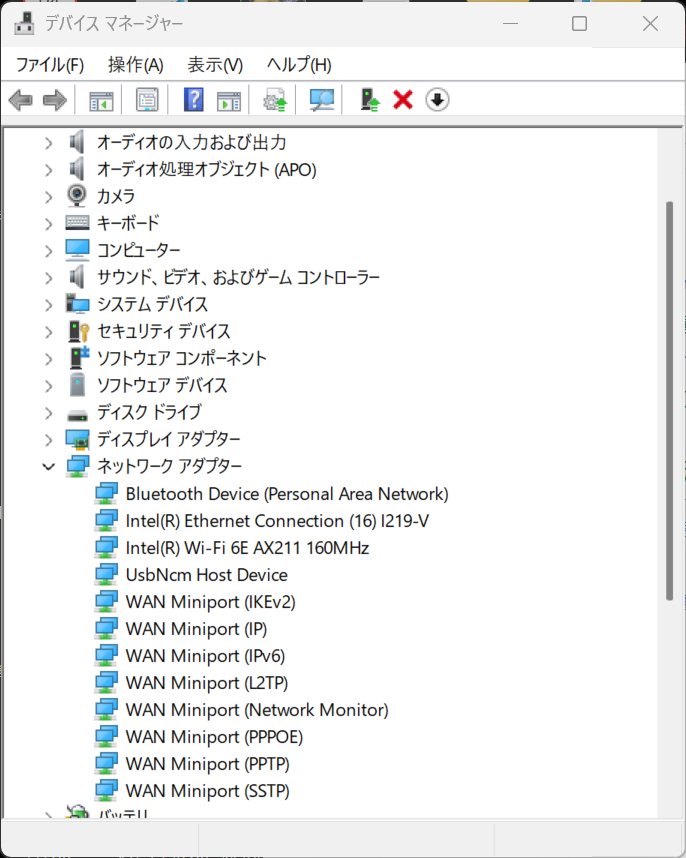 デバイス マネージャー
ファイル(F) 操作(A) 表示(V) ヘルプ(H)
オーディオの入力および出力
オーディオ処理オブジェクト (APO)
カメラ
キーボード
コンピューター
サウンド、ビデオ、およびゲーム コントローラー
システム デバイス
セキュリティ デバイス
ソフトウェア コンポーネント
ソフトウェア デバイス
ディスク ドライブ
ディスプレイ アダプター
ネットワーク アダプター
Bluetooth Device (Personal Area Network)
Intel(R) Ethernet Connection (16) I219-V
Intel(R) Wi-Fi 6E AX211 160MHz
UsbNcm Host Device
WAN Miniport (IKEv2)
WAN Miniport (IP)
WAN Miniport (IPv6)
WAN Miniport (L2TP)
WAN Miniport (Network Monitor)
WAN Miniport (PPPOE)
WAN Miniport (PPTP)
WAN Miniport (SSTP)
バッテリ